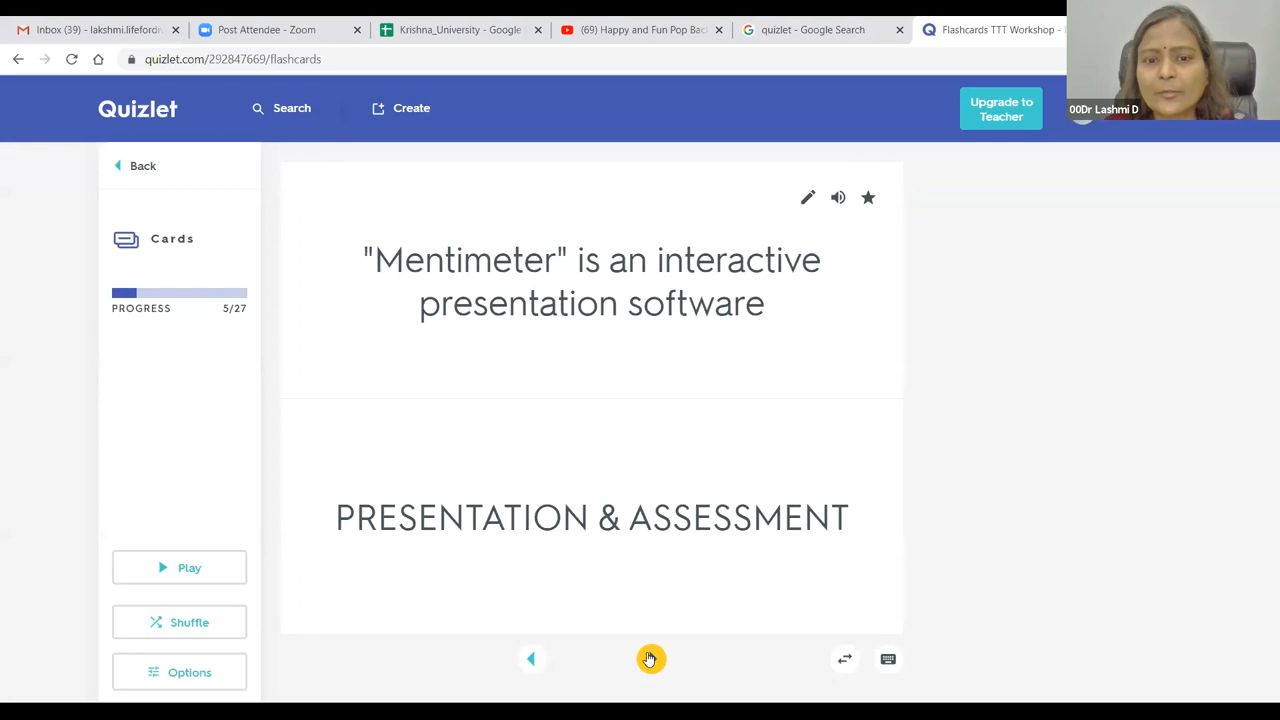 Inbox (39) - lakshmi.lifefordr
Post Attendee - Zoom
Krishna_University - Google
(69) Happy and Fun Pop Bac
quizlet - Google Search
Flashcards TTT Workshop -
quizlet.com/292847669/flashcards
00Dr Lashmi D
Quizlet
Search
Create
Upgrade to
Teacher
Back
Cards
PROGRESS 5/27
"Mentimeter" is an interactive
presentation software
PRESENTATION & ASSESSMENT
Play
Shuffle
Options